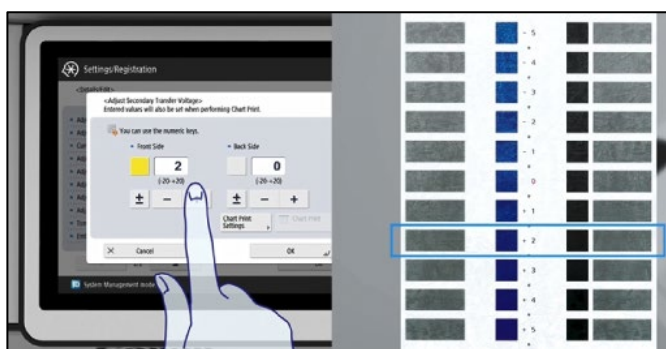 Settings/Registration
<Details/Edit>
<Adjust Secondary Transfer Voltage>
Entered values will also be set when performing Chart Print.
You can use the numeric keys.
Front Side
Back Side
2
0
(-20-+20)
(-20-+20)
±
−
±
−
+
Chart Print
Settings
Chart Print
Cancel
OK
System Management mode
- 5
- 4
- 3
- 2
- 1
0
+ 1
+ 2
+ 3
+ 4
+ 5